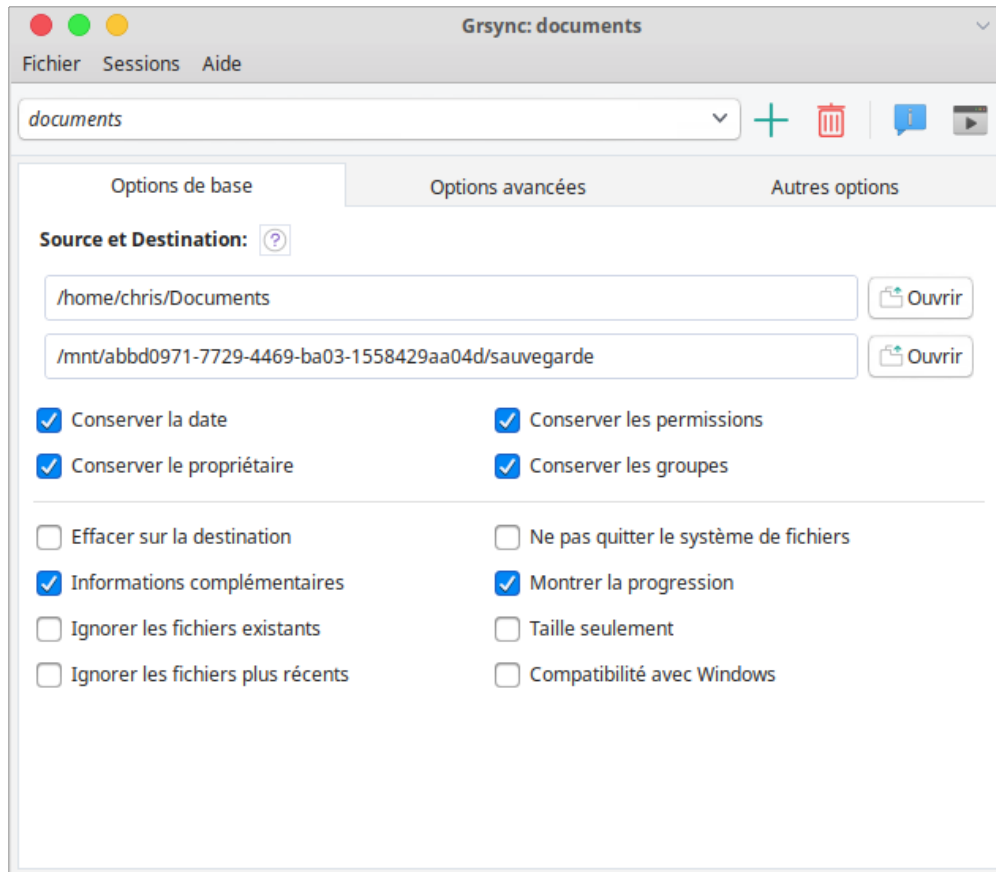 Grsync: documents
Fichier Sessions Aide
documents
Options de base Options avancées Autres options
Source et Destination: ?
/home/chris/Documents Ouvrir
/mnt/abbd0971-7729-4469-ba03-1558429aa04d/sauvegarde Ouvrir
Conserver la date Conserver les permissions
Conserver le propriétaire Conserver les groupes
Effacer sur la destination Ne pas quitter le système de fichiers
Informations complémentaires Montrer la progression
Ignorer les fichiers existants Taille seulement
Ignorer les fichiers plus récents Compatibilité avec Windows